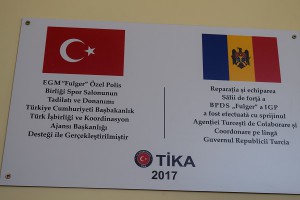 EGM "Fulger" Özel Polis
Birliği Spor Salonunun
Tadilatı ve Donanımı
Türkiye Cumhuriyeti Başbakanlık
Türk İşbirliği ve Koordinasyon
Ajansı Başkanlığı
Desteği ile Gerçekleştirilmiştir
Reparația și echiparea
Sălii de forță a
BPDS „Fulger" a IGP
a fost efectuată cu sprijinul
Agenției Turcești de Colaborare și
Coordonare pe lîngă
Guvernul Republicii Turcia
TİKA
2017